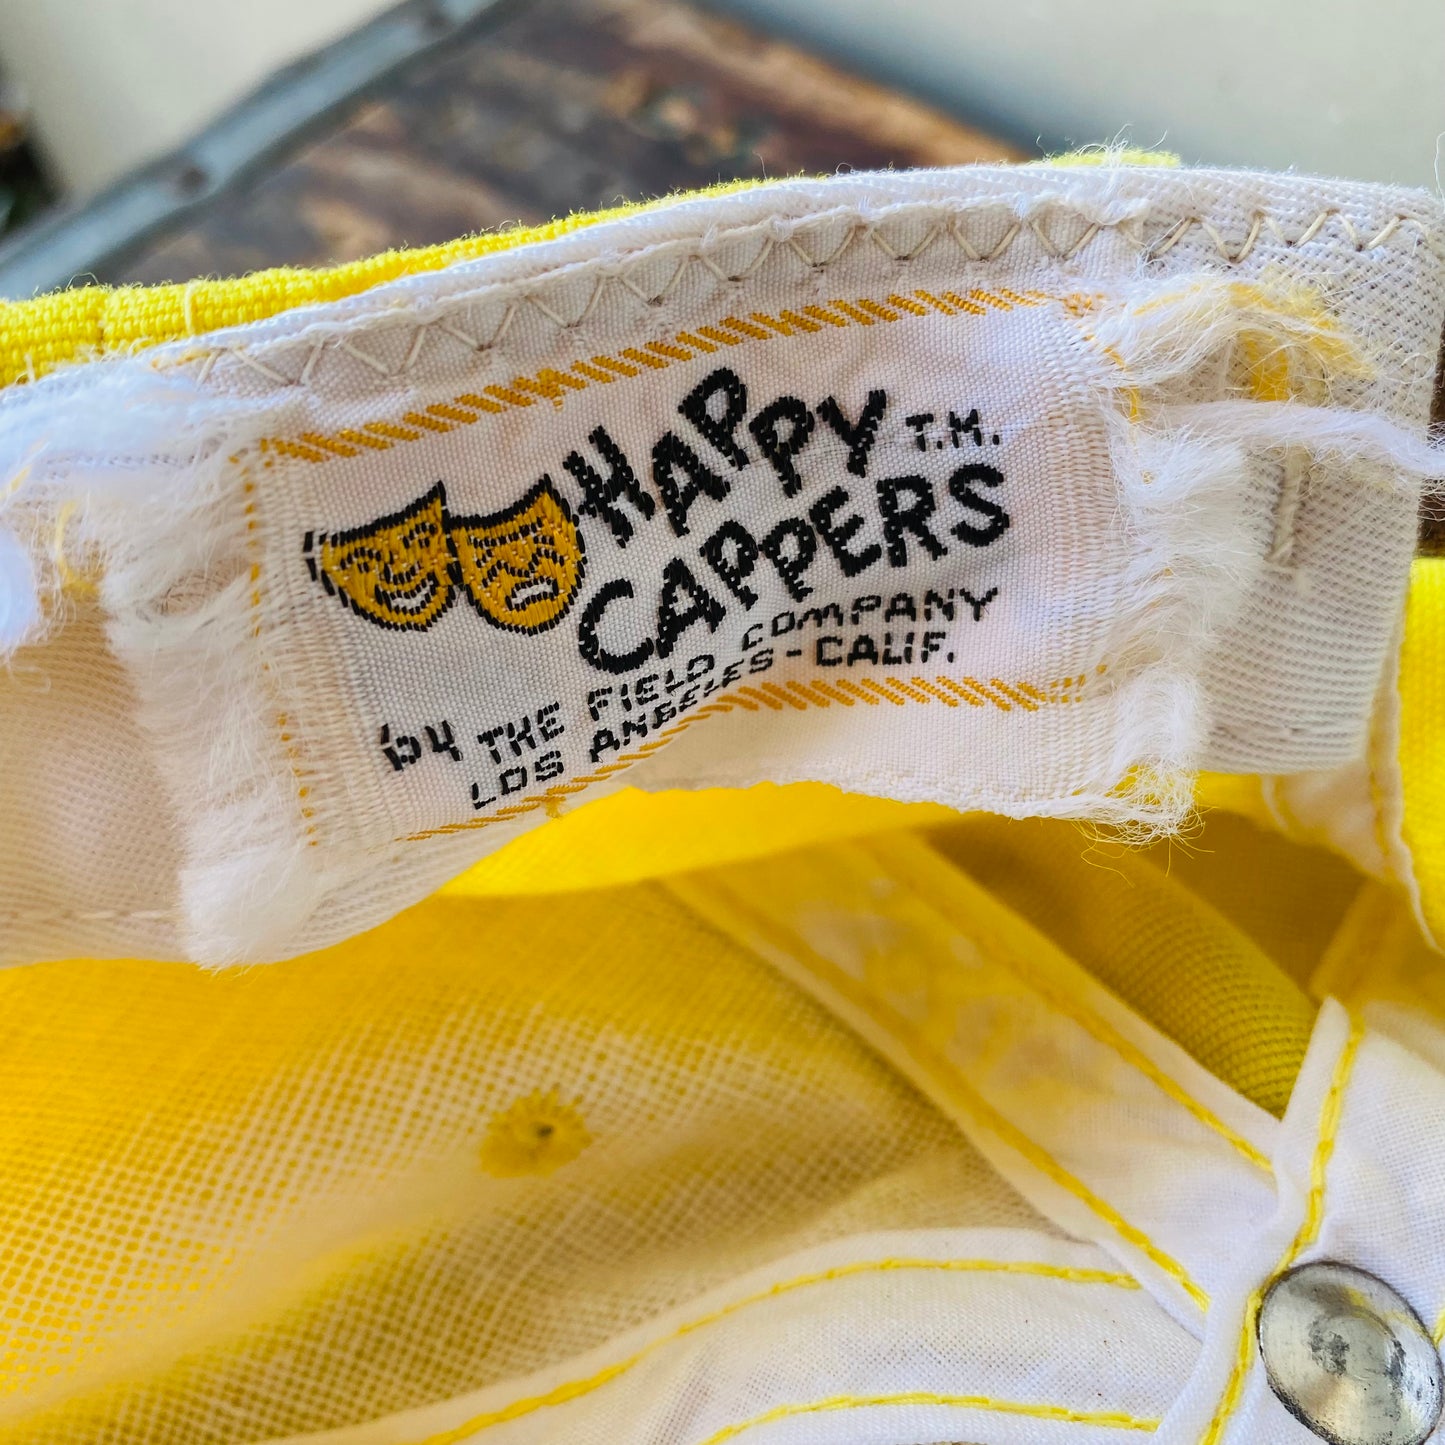 HAPPY T.M.
CAPPERS
by THE FIELD COMPANY
LOS ANGELES - CALIF.